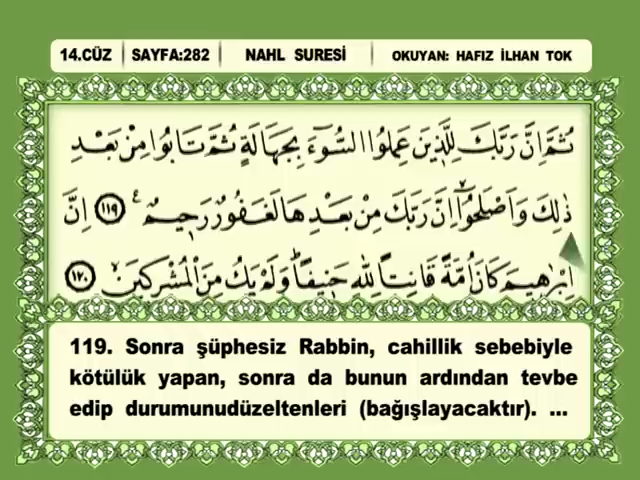 14.CÜZ SAYFA:282 NAHL SURESİ OKUYAN: HAFIZ İLHAN TOK
ثُمَّ اِنَّ رَبَّكَ لِلَّذ۪ينَ عَمِلُوا السُّٓوءَ بِجَهَالَةٍ ثُمَّ تَابُوا مِنْ بَعْدِ
ذٰلِكَ وَاَصْلَحُٓوا اِنَّ رَبَّكَ مِنْ بَعْدِهَا لَغَفُورٌ رَح۪يمٌ ﴿١١٩﴾ اِنَّ
اِبْرٰه۪يمَ كَانَ اُمَّةً قَانِتاً لِلّٰهِ حَن۪يفاً وَلَمْ يَكُ مِنَ الْمُشْرِك۪ينَ ﴿١٢٠﴾
119. Sonra şüphesiz Rabbin, cahillik sebebiyle
kötülük yapan, sonra da bunun ardından tevbe
edip durumunudüzeltenleri (bağışlayacaktır). ...